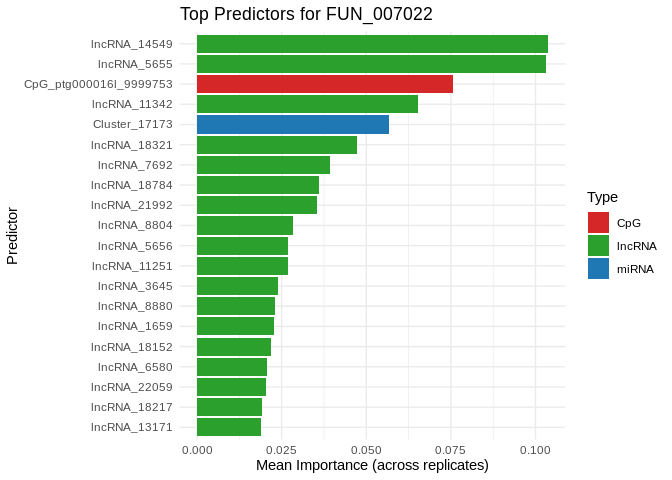 Top Predictors for FUN_007022
Predictor
lncRNA_14549
lncRNA_5655
CpG_ptg000016l_9999753
lncRNA_11342
Cluster_17173
lncRNA_18321
lncRNA_7692
lncRNA_18784
lncRNA_21992
lncRNA_8804
lncRNA_5656
lncRNA_11251
lncRNA_3645
lncRNA_8880
lncRNA_1659
lncRNA_18152
lncRNA_6580
lncRNA_22059
lncRNA_18217
lncRNA_13171
0.000 0.025 0.050 0.075 0.100
Mean Importance (across replicates)
Type
CpG
lncRNA
miRNA